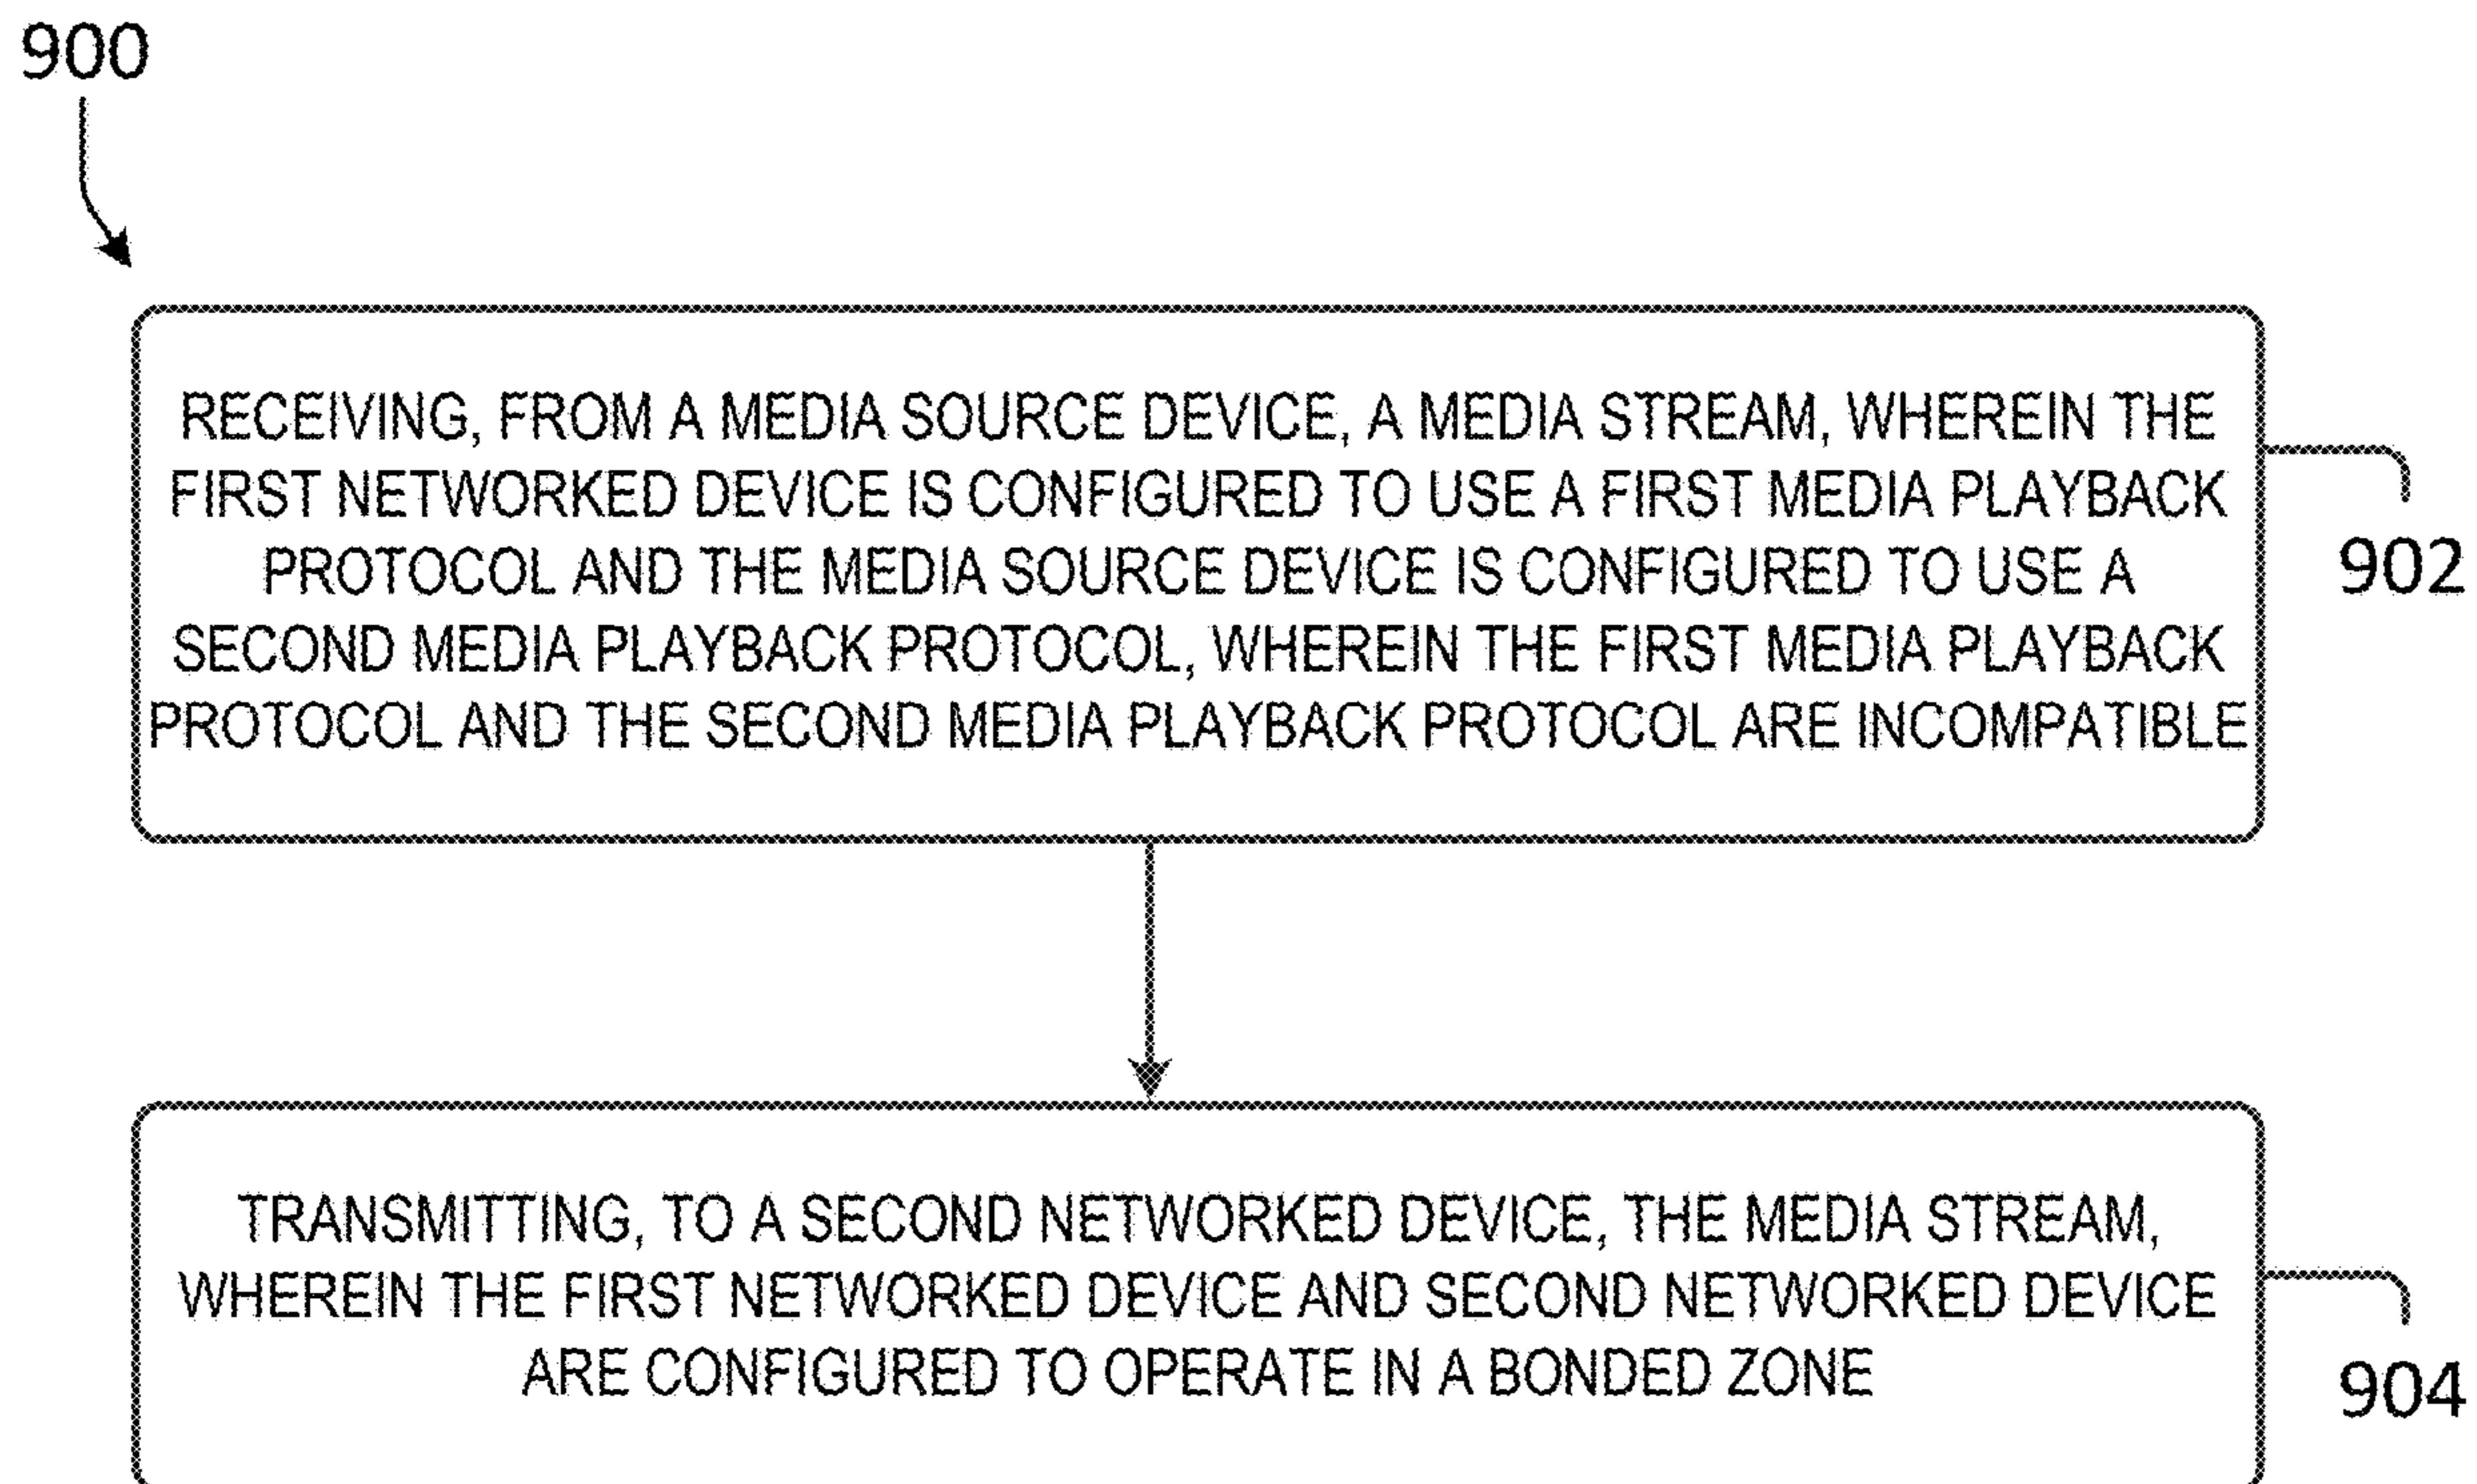 900
RECEIVING, FROM A MEDIA SOURCE DEVICE, A MEDIA STREAM, WHEREIN THE
FIRST NETWORKED DEVICE IS CONFIGURED TO USE A FIRST MEDIA PLAYBACK
PROTOCOL AND THE MEDIA SOURCE DEVICE IS CONFIGURED TO USE A
SECOND MEDIA PLAYBACK PROTOCOL, WHEREIN THE FIRST MEDIA PLAYBACK
PROTOCOL AND THE SECOND MEDIA PLAYBACK PROTOCOL ARE INCOMPATIBLE
902
TRANSMITTING, TO A SECOND NETWORKED DEVICE, THE MEDIA STREAM,
WHEREIN THE FIRST NETWORKED DEVICE AND SECOND NETWORKED DEVICE
ARE CONFIGURED TO OPERATE IN A BONDED ZONE
904